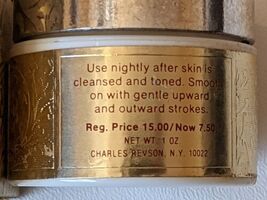 Use nightly after skin is
cleansed and toned. Smooth
on with gentle upward
and outward strokes.
Reg. Price 15.00/Now 7.50
NET WT. 1 OZ
CHARLES REVSON, N.Y. 10022